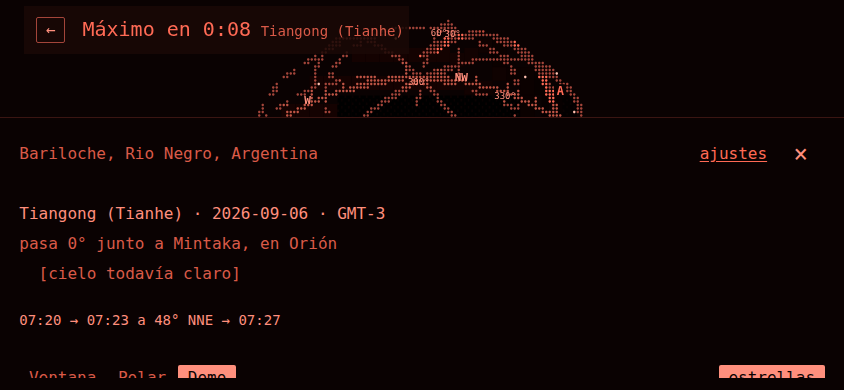 ← Máximo en 0:08 Tiangong (Tianhe)
60° 30°
300° NW
W 330° A
Bariloche, Rio Negro, Argentina ajustes ×
Tiangong (Tianhe) · 2026-09-06 · GMT-3
pasa 0° junto a Mintaka, en Orión
[cielo todavía claro]
07:20 → 07:23 a 48° NNE → 07:27
Ventana Polar Domo estrellas